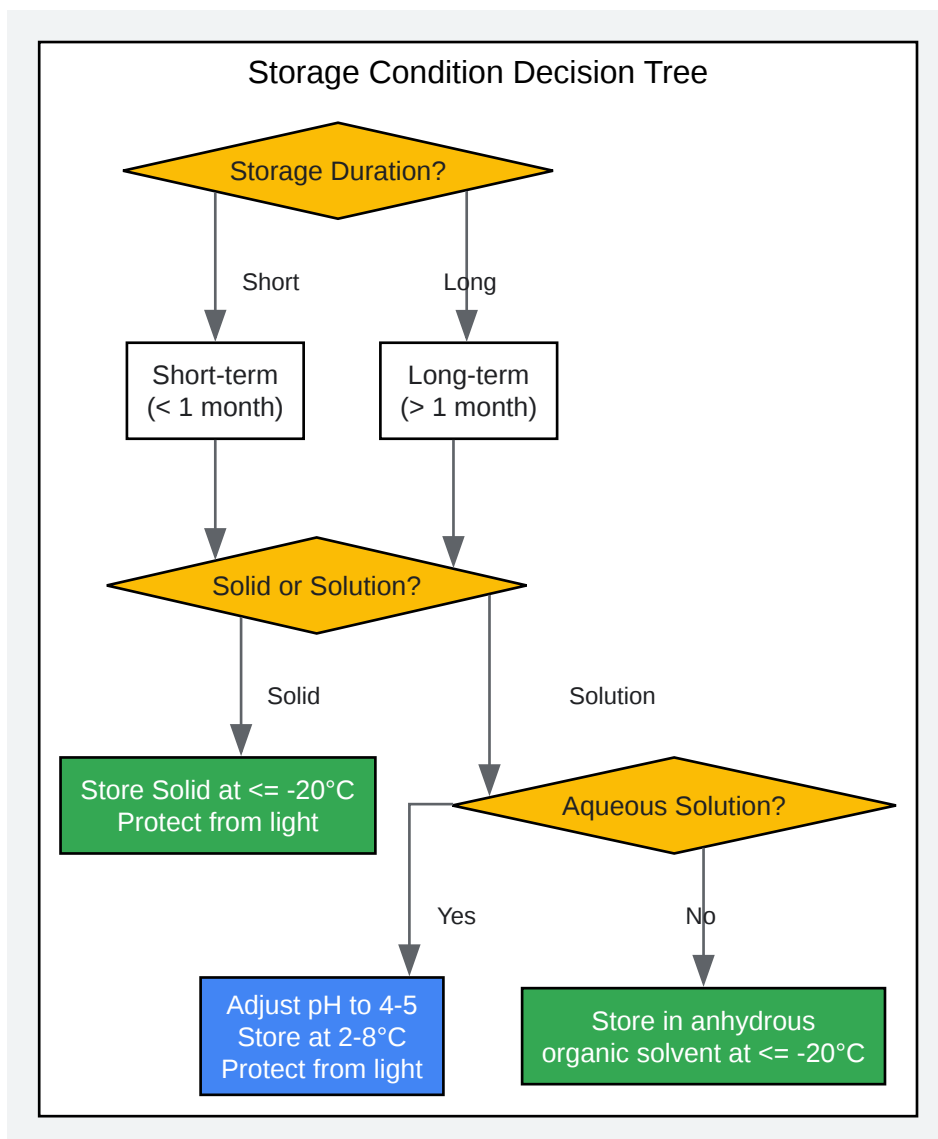 Storage Condition Decision Tree
Storage Duration?
Short
Long
Short-term
(< 1 month)
Long-term
(> 1 month)
Solid or Solution?
Solid
Solution
Store Solid at <= -20°C
Protect from light
Aqueous Solution?
Yes
No
Adjust pH to 4-5
Store at 2-8°C
Protect from light
Store in anhydrous
organic solvent at <= -20°C